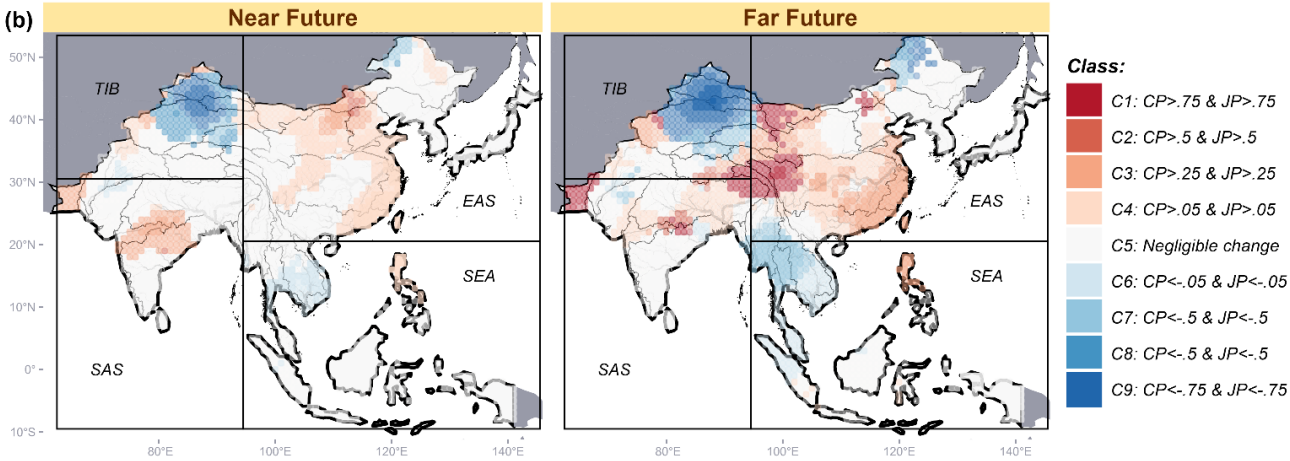 (b)
Near Future
Far Future
TIB
EAS
SEA
SAS
TIB
EAS
SEA
SAS
50°N
40°N
30°N
20°N
10°N
0°
10°S
80°E
100°E
120°E
140°E
80°E
100°E
120°E
140°E
Class:
C1: CP>.75 & JP>.75
C2: CP>.5 & JP>.5
C3: CP>.25 & JP>.25
C4: CP>.05 & JP>.05
C5: Negligible change
C6: CP<-.05 & JP<-.05
C7: CP<-.5 & JP<-.5
C8: CP<-.5 & JP<-.5
C9: CP<-.75 & JP<-.75